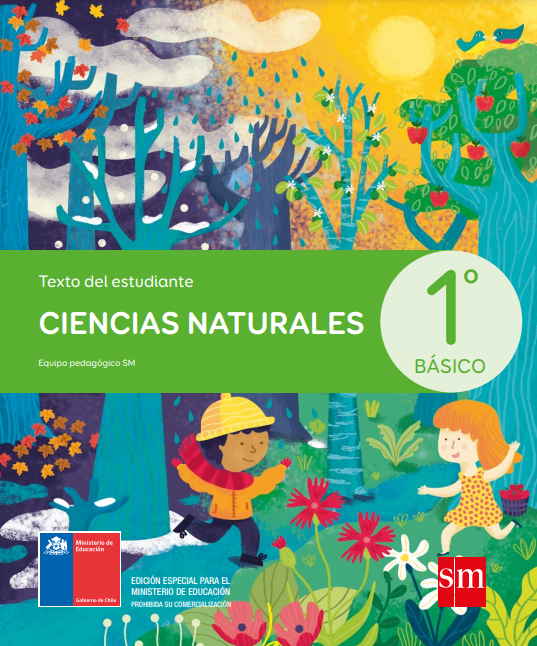 Texto del estudiante
CIENCIAS NATURALES
Equipo pedagógico SM
1°
BÁSICO
Ministerio de
Educación
Gobierno de Chile
EDICIÓN ESPECIAL PARA EL
MINISTERIO DE EDUCACIÓN
PROHIBIDA SU COMERCIALIZACIÓN
sm